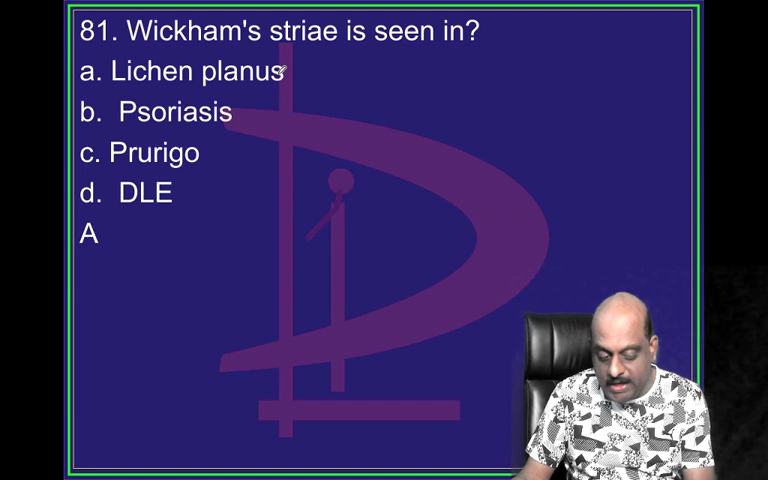 81. Wickham's striae is seen in?
a. Lichen planus
b. Psoriasis
c. Prurigo
d. DLE
A